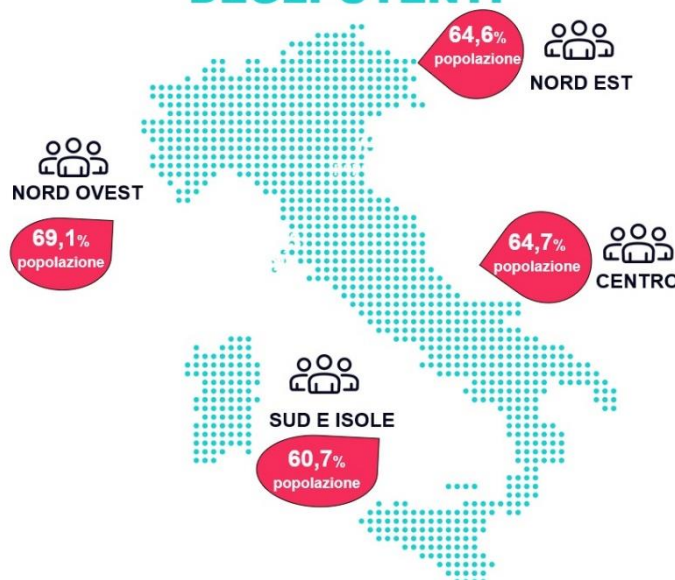 64,6%
popolazione
NORD EST
NORD OVEST
69,1%
popolazione
64,7%
popolazione
CENTRO
SUD E ISOLE
60,7%
popolazione